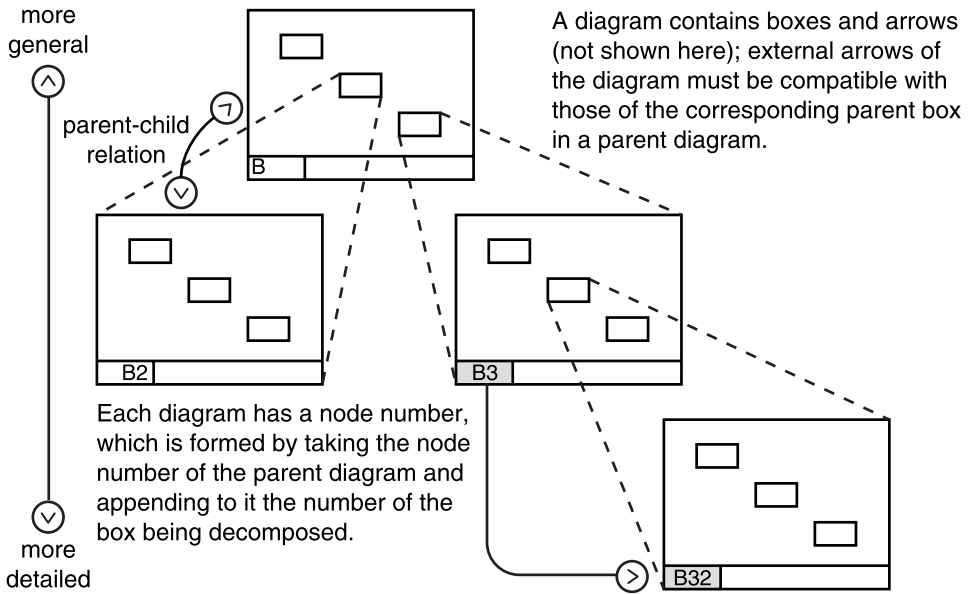 more
general
A diagram contains boxes and arrows
(not shown here); external arrows of
the diagram must be compatible with
those of the corresponding parent box
in a parent diagram.
parent-child
relation
B
B2
B3
Each diagram has a node number,
which is formed by taking the node
number of the parent diagram and
appending to it the number of the
box being decomposed.
more
detailed
B32